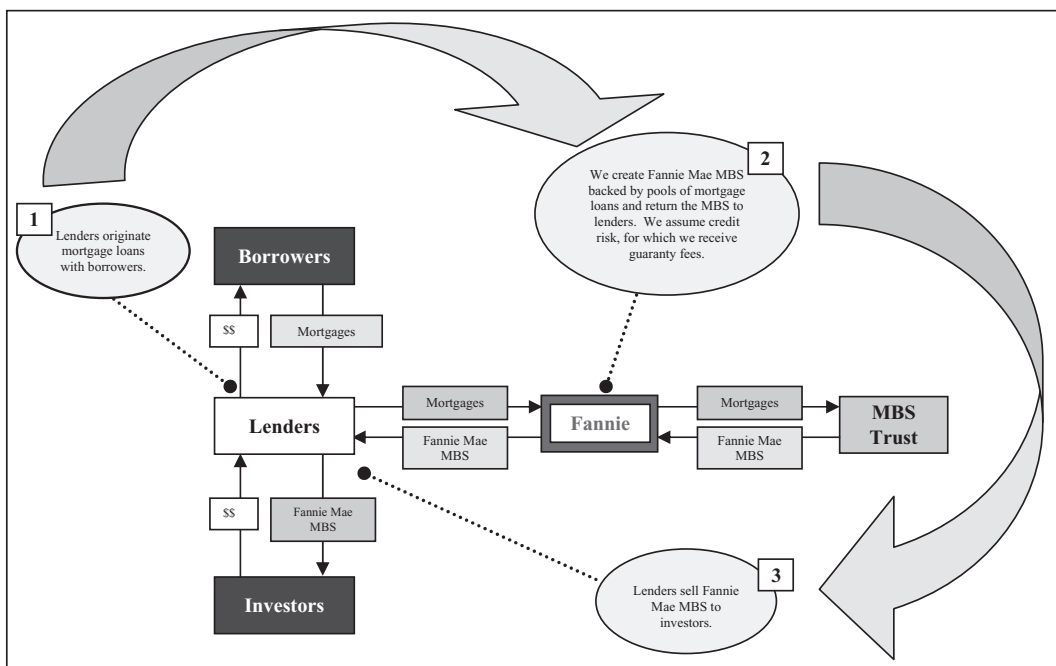 1
Lenders originate
mortgage loans
with borrowers.
2
We create Fannie Mae MBS
backed by pools of mortgage
loans and return the MBS to
lenders. We assume credit
risk, for which we receive
guaranty fees.
Borrowers
$$
Mortgages
Lenders
Mortgages
Fannie Mae
MBS
Fannie
Mortgages
Fannie Mae
MBS
MBS
Trust
$$
Fannie Mae
MBS
Investors
3
Lenders sell Fannie
Mae MBS to
investors.